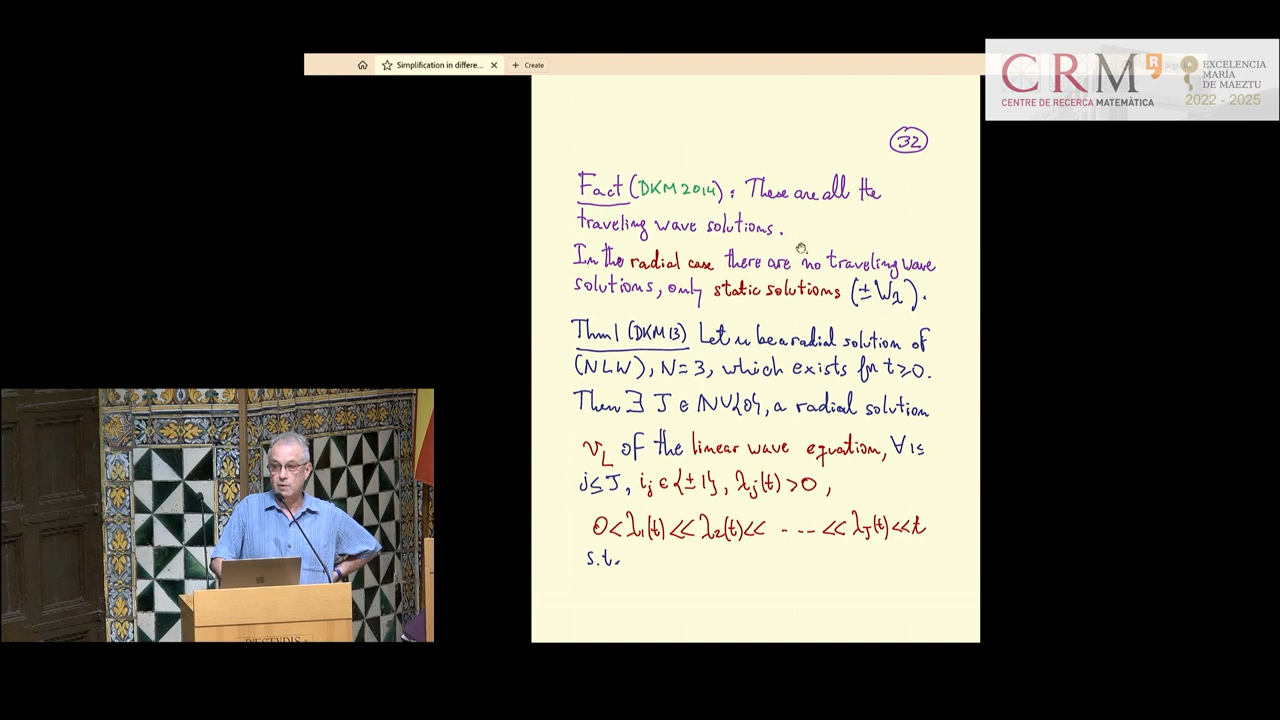 Simplification in differe...
Create
CRM
CENTRE DE RECERCA MATEMÀTICA
EXCELENCIA
MARÍA
DE MAEZTU
2022 - 2025
32
Fact (DKM 2014): These are all the
traveling wave solutions.
In the radial case there are no traveling wave
solutions, only static solutions (±W_λ).
Thm 1 (DKM 13) Let u be a radial solution of
(NLW), N=3, which exists for t≥0.
Then ∃ J ∈ ℕ∪{0}, a radial solution
v_L of the linear wave equation, ∀ 1≤
j≤J, i_j ∈ {±1}, λ_j(t) > 0,
0<λ_1(t)<<λ_2(t)<< ---- << λ_J(t)<<t
s.t.
D'ESTUDIS